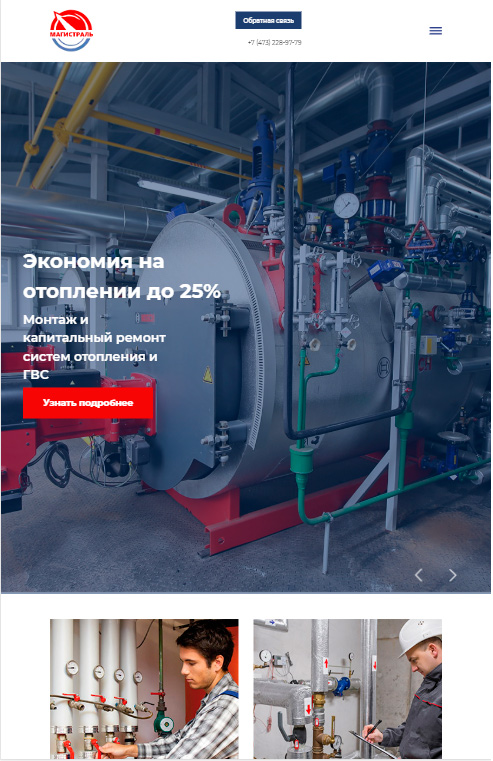 МАГИСТРАЛЬ
Обратная связь
+7 (473) 228-97-79
Экономия на
отоплении до 25%
Монтаж и
капитальный ремонт
систем отопления и
ГВС
Узнать подробнее